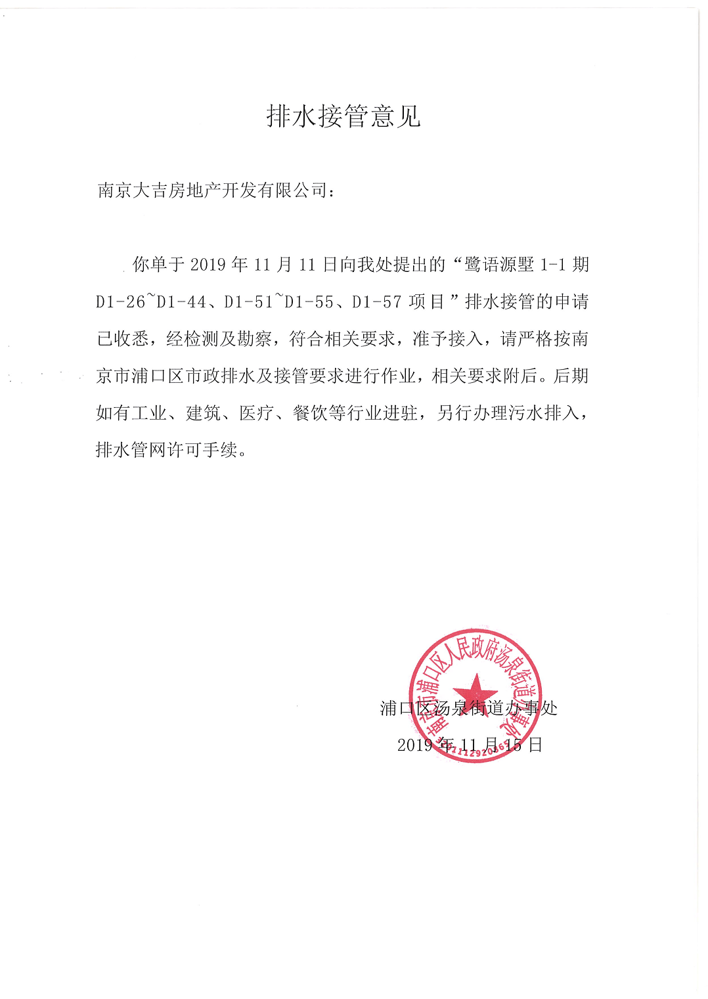 排水接管意见
南京大吉房地产开发有限公司：
你单于 2019 年 11 月 11 日向我处提出的“鹭语源墅 1-1 期
D1-26~D1-44、D1-51~D1-55、D1-57 项目”排水接管的申请
已收悉，经检测及勘察，符合相关要求，准予接入，请严格按南
京市浦口区市政排水及接管要求进行作业，相关要求附后。后期
如有工业、建筑、医疗、餐饮等行业进驻，另行办理污水排入，
排水管网许可手续。
南京市浦口区人民政府汤泉街道办事处
浦口区汤泉街道办事处
2019 年 11 月 15 日